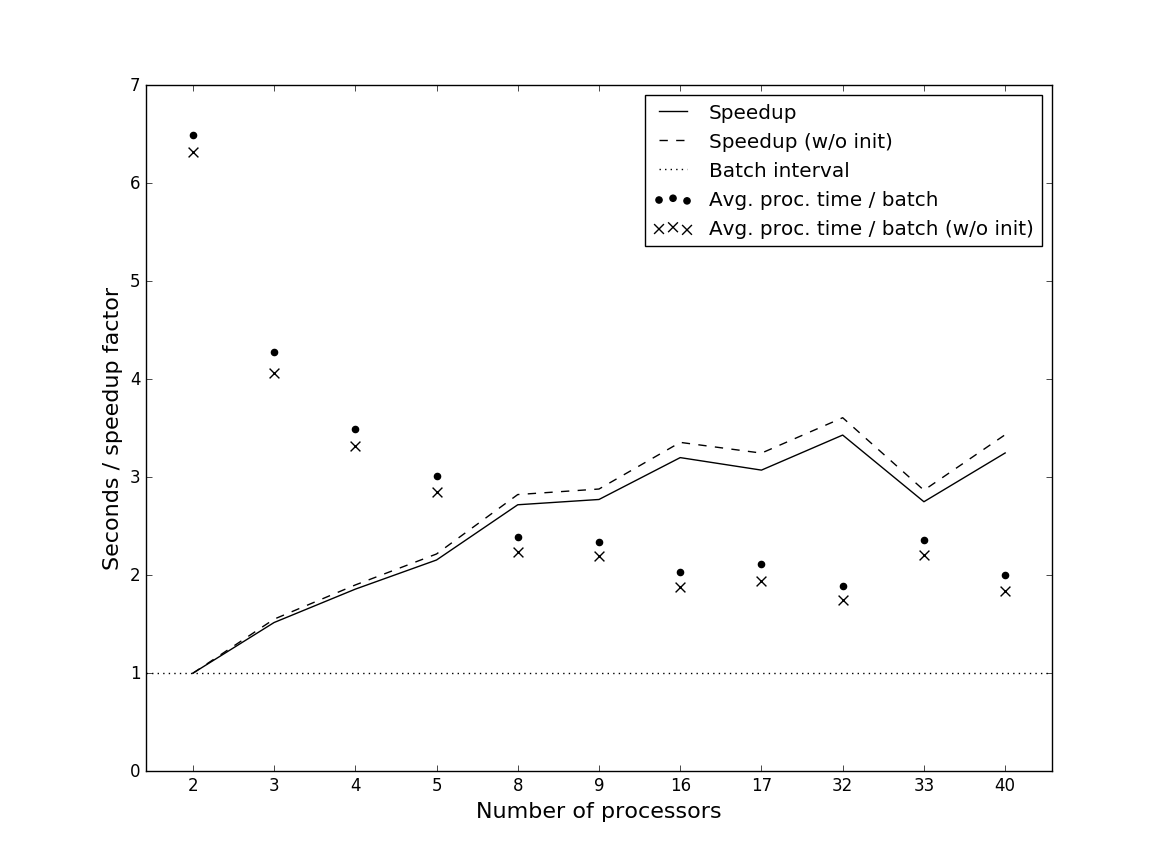 7
6
5
4
3
2
1
0
Seconds / speedup factor
Speedup
Speedup (w/o init)
Batch interval
Avg. proc. time / batch
Avg. proc. time / batch (w/o init)
2 3 4 5 8 9 16 17 32 33 40
Number of processors